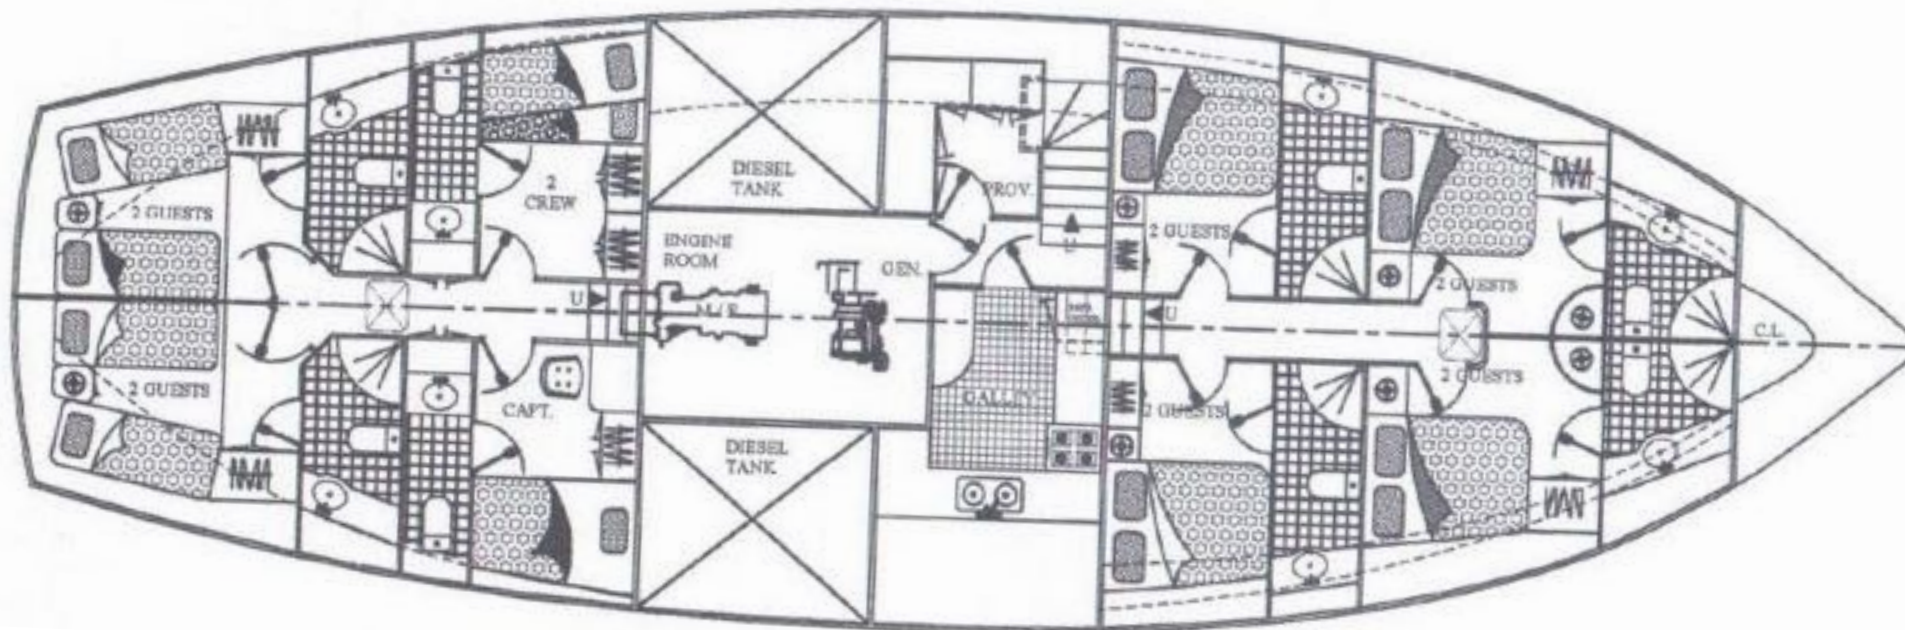 2 GUESTS
2 GUESTS
2
CREW
CAPT.
U
DIESEL
TANK
ENGINE
ROOM
M/E
GEN.
DIESEL
TANK
PROV.
U
GALLEY
U
2 GUESTS
2 GUESTS
2 GUESTS
2 GUESTS
C.L.